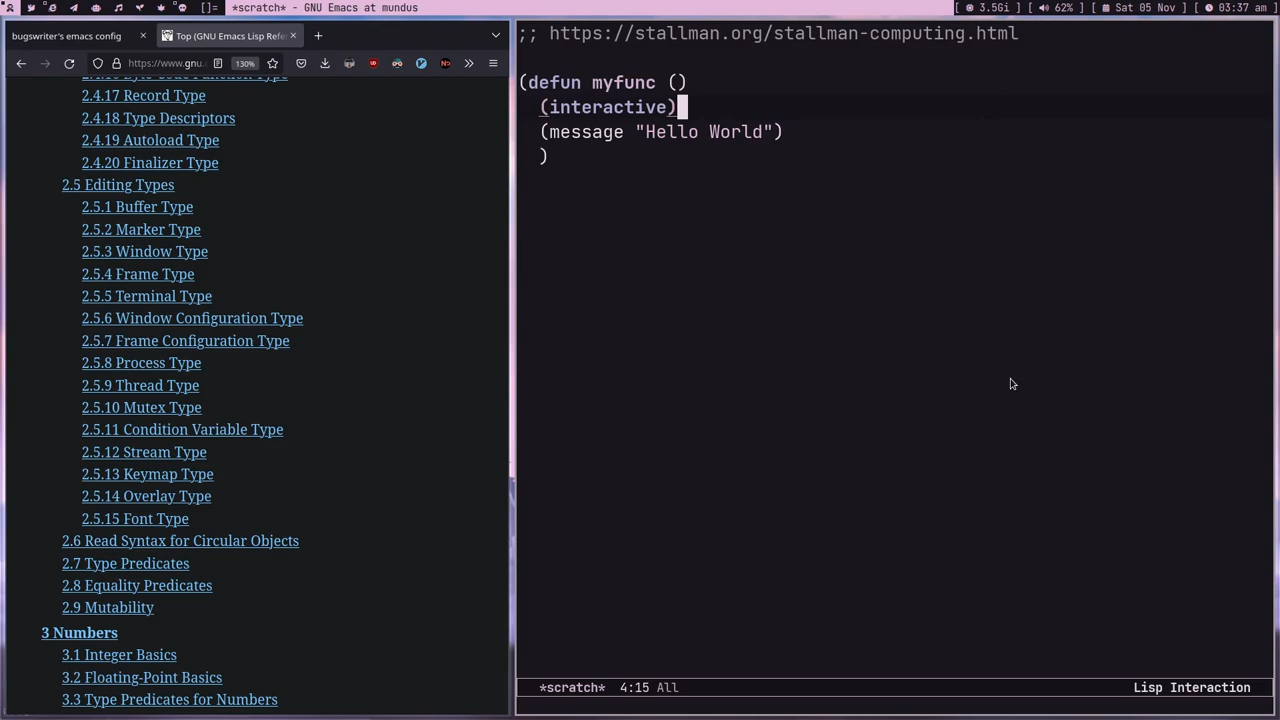 *scratch* - GNU Emacs at mundus
3.56i
62%
Sat 05 Nov
03:37 am
bugswriter's emacs config
Top (GNU Emacs Lisp Refe
https://www.gnu.
130%
2.4.17 Record Type
2.4.18 Type Descriptors
2.4.19 Autoload Type
2.4.20 Finalizer Type
2.5 Editing Types
2.5.1 Buffer Type
2.5.2 Marker Type
2.5.3 Window Type
2.5.4 Frame Type
2.5.5 Terminal Type
2.5.6 Window Configuration Type
2.5.7 Frame Configuration Type
2.5.8 Process Type
2.5.9 Thread Type
2.5.10 Mutex Type
2.5.11 Condition Variable Type
2.5.12 Stream Type
2.5.13 Keymap Type
2.5.14 Overlay Type
2.5.15 Font Type
2.6 Read Syntax for Circular Objects
2.7 Type Predicates
2.8 Equality Predicates
2.9 Mutability
3 Numbers
3.1 Integer Basics
3.2 Floating-Point Basics
3.3 Type Predicates for Numbers
;; https://stallman.org/stallman-computing.html
(defun myfunc ()
(interactive)
(message "Hello World")
)
*scratch* 4:15 All
Lisp Interaction